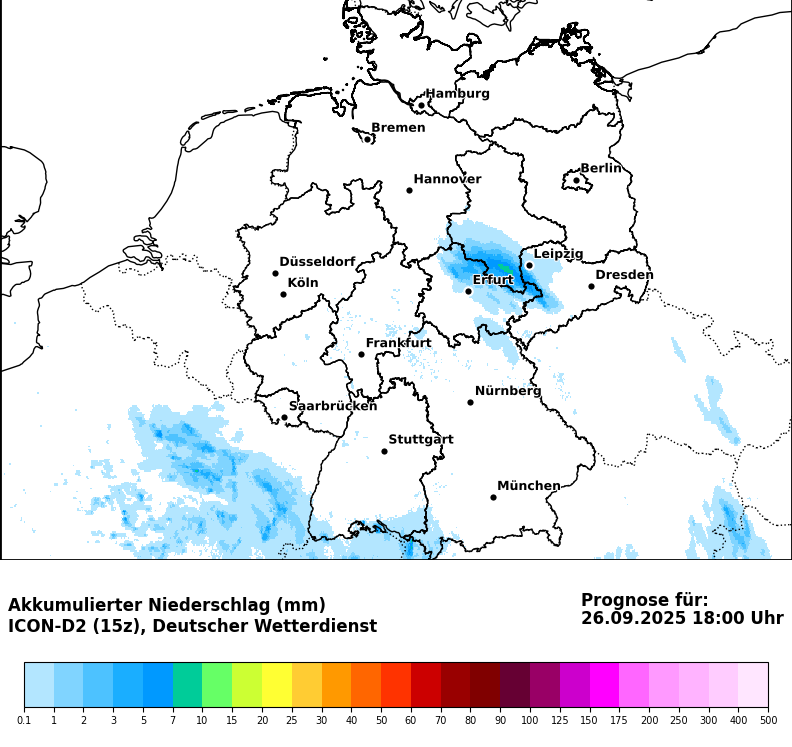 Hamburg
Bremen
Berlin
Hannover
Leipzig
Düsseldorf
Dresden
Köln
Erfurt
Frankfurt
Nürnberg
Saarbrücken
Stuttgart
München
Akkumulierter Niederschlag (mm)
ICON-D2 (15z), Deutscher Wetterdienst
Prognose für:
26.09.2025 18:00 Uhr
0.1 1 2 3 5 7 10 15 20 25 30 40 50 60 70 80 90 100 125 150 175 200 250 300 400 500